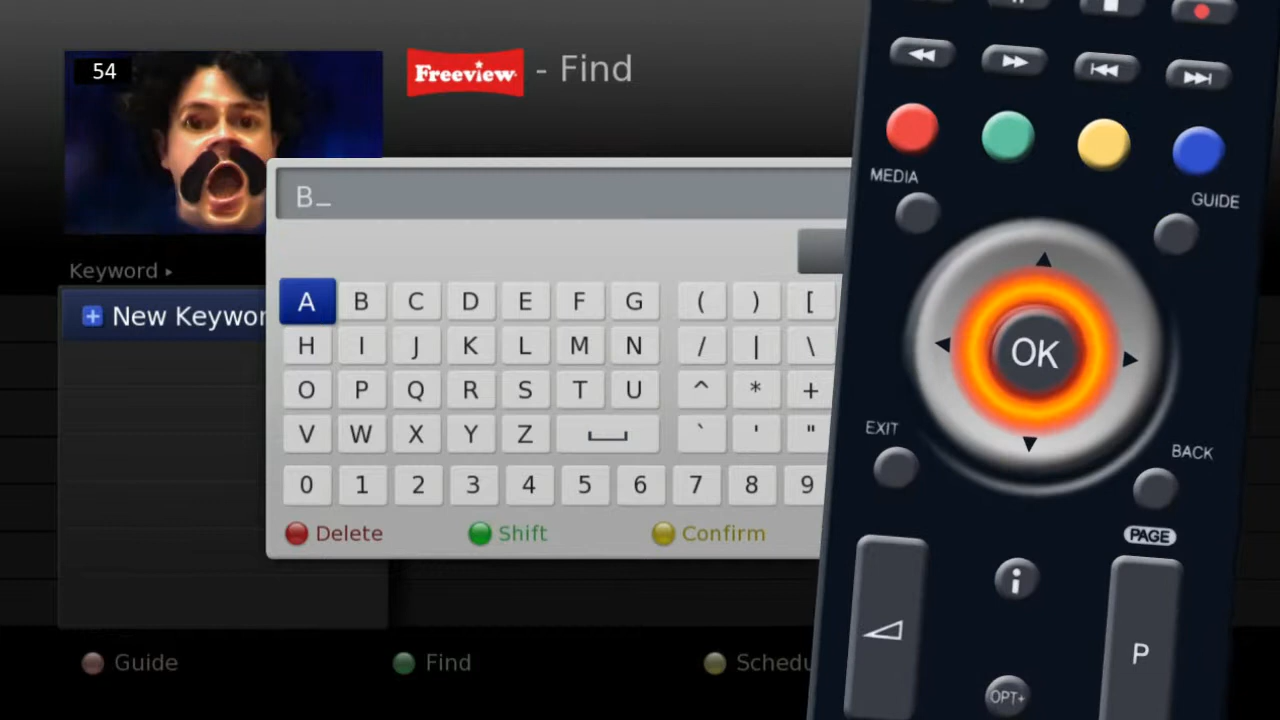 54
Freeview - Find
B_
Keyword ▸
New Keywor
A B C D E F G ( ) [
H I J K L M N / | \
O P Q R S T U ^ * +
V W X Y Z ` ' "
0 1 2 3 4 5 6 7 8 9
Delete Shift Confirm
Guide Find Schedu
MEDIA
GUIDE
OK
EXIT
BACK
PAGE
i
P
OPT+